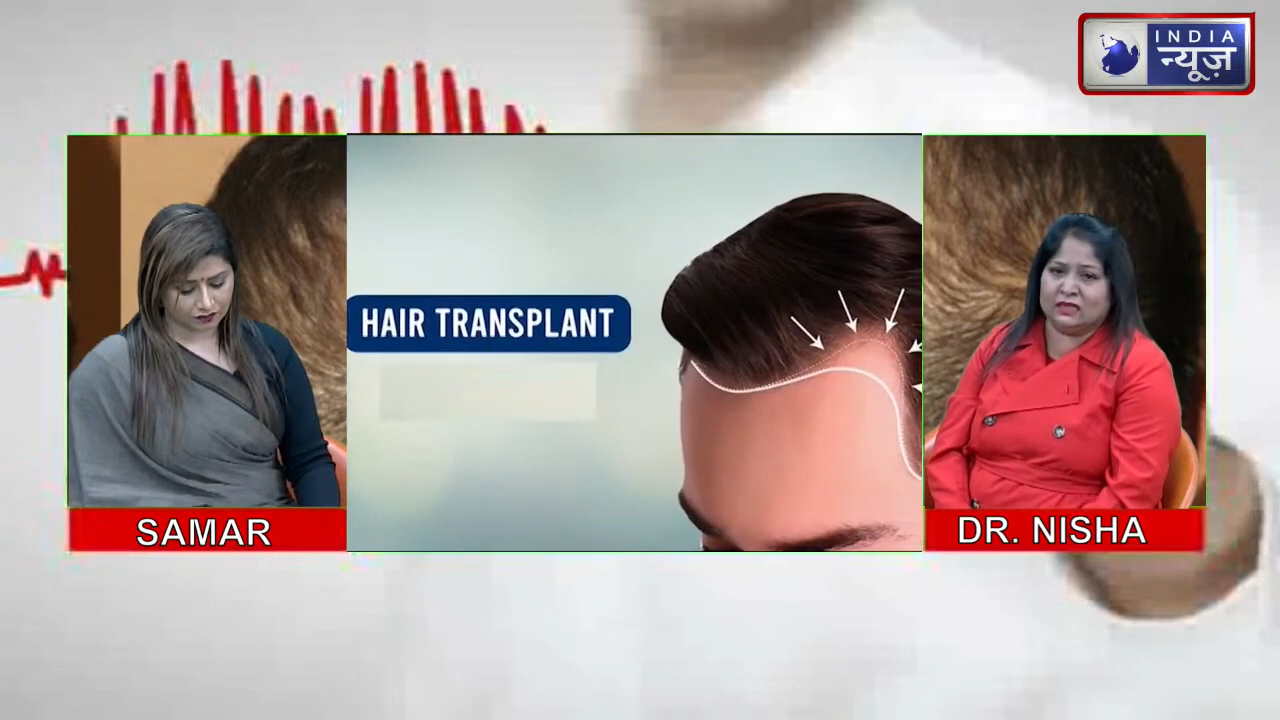 INDIA
न्यूज़
HAIR TRANSPLANT
SAMAR
DR. NISHA